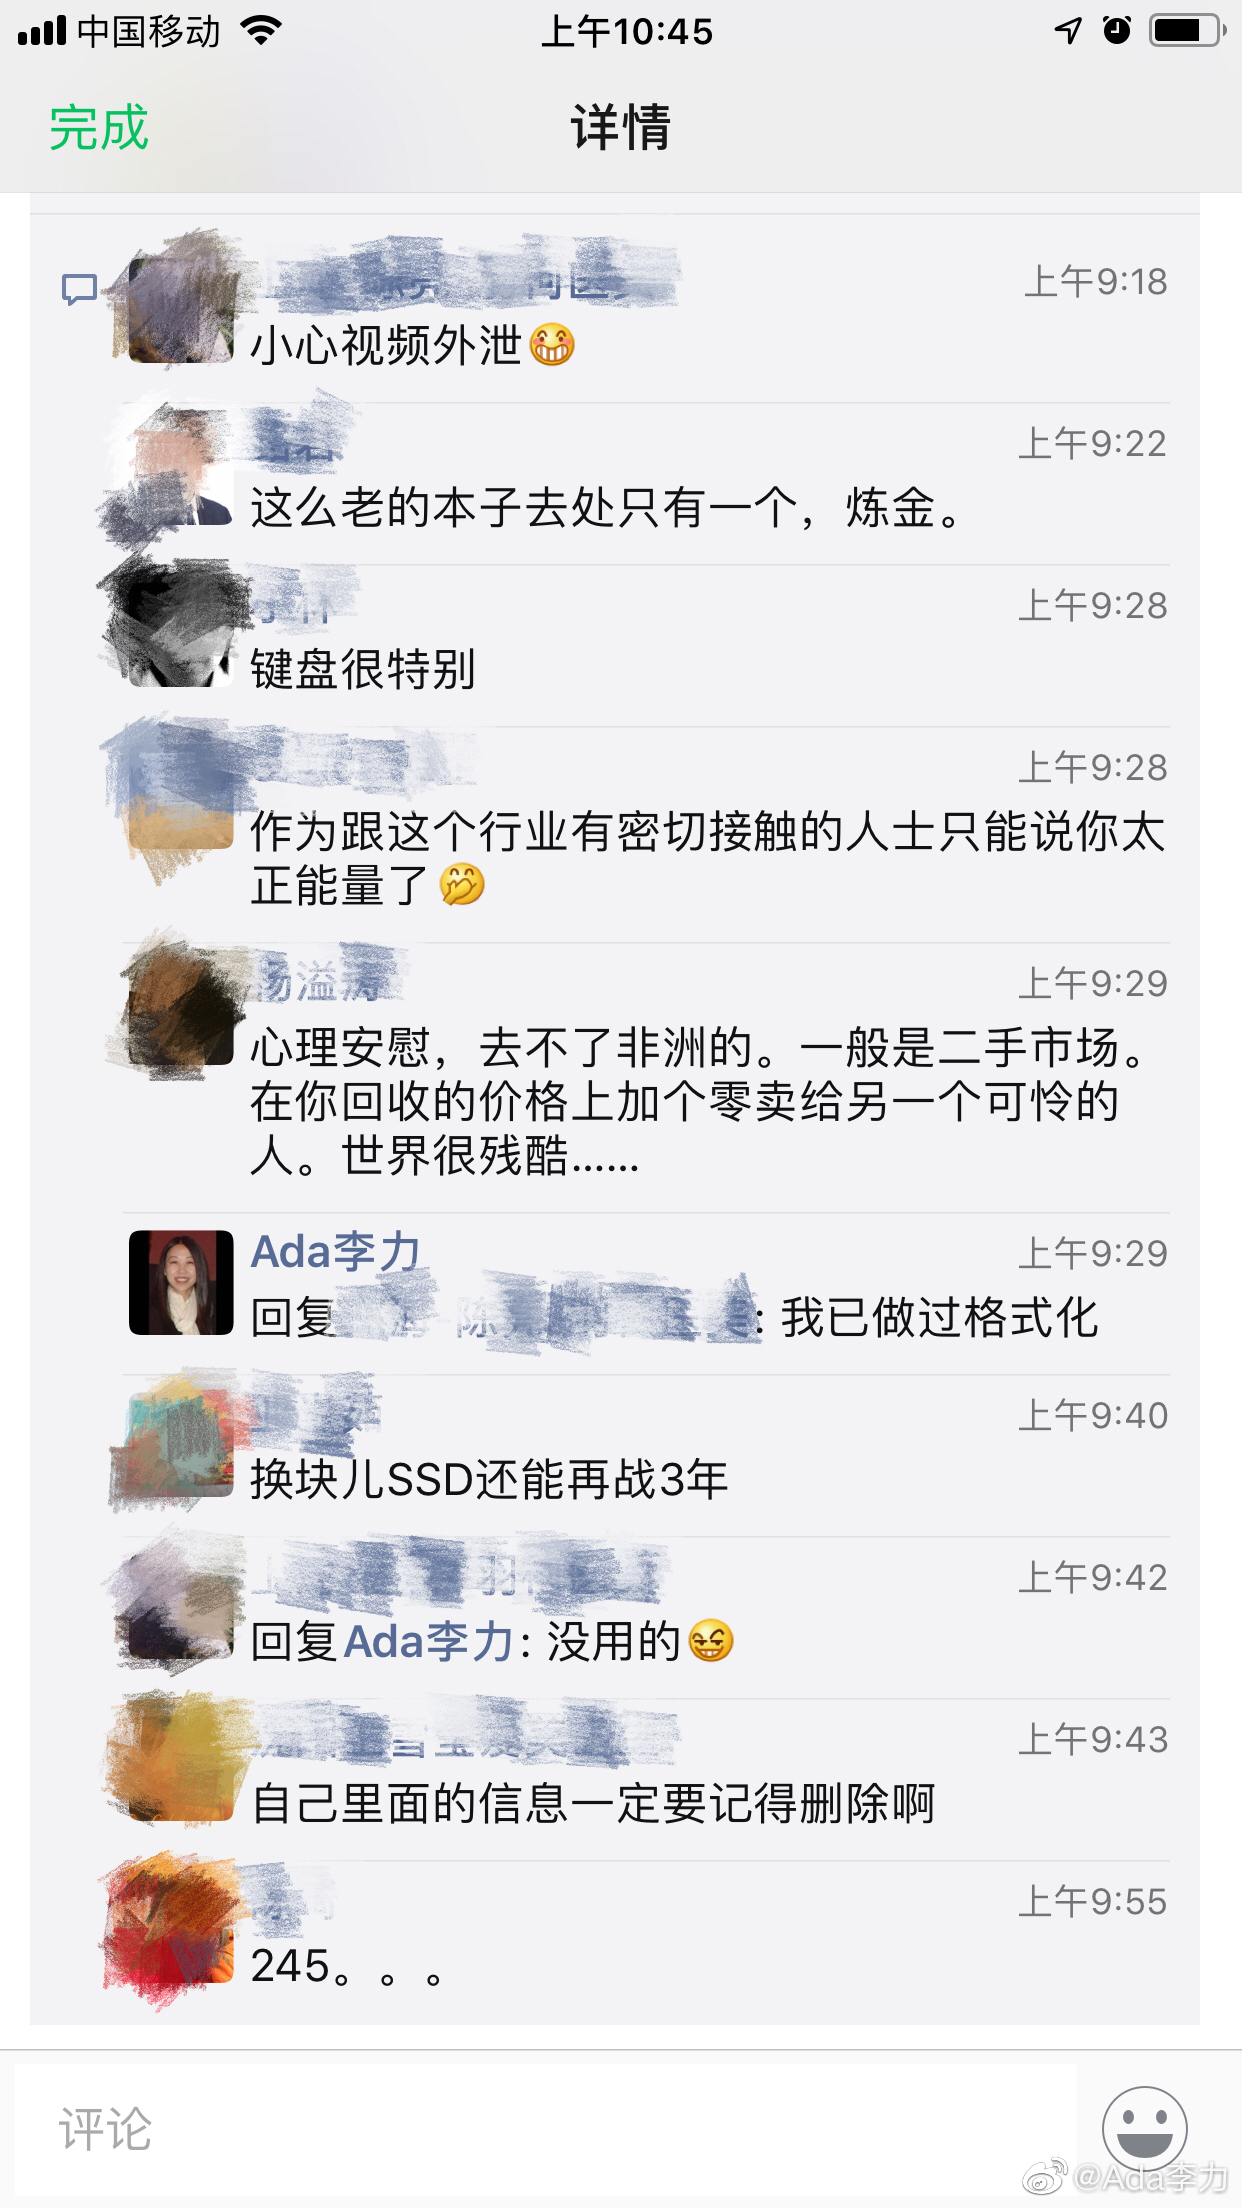 中国移动
上午10:45
完成
详情
上午9:18
小心视频外泄
上午9:22
这么老的本子去处只有一个，炼金。
上午9:28
键盘很特别
上午9:28
作为跟这个行业有密切接触的人士只能说你太
正能量了
上午9:29
心理安慰，去不了非洲的。一般是二手市场。
在你回收的价格上加个零卖给另一个可怜的
人。世界很残酷……
Ada李力
上午9:29
回复
: 我已做过格式化
上午9:40
换块儿SSD还能再战3年
上午9:42
回复Ada李力: 没用的
上午9:43
自己里面的信息一定要记得删除啊
上午9:55
245。。。
评论
@Ada李力